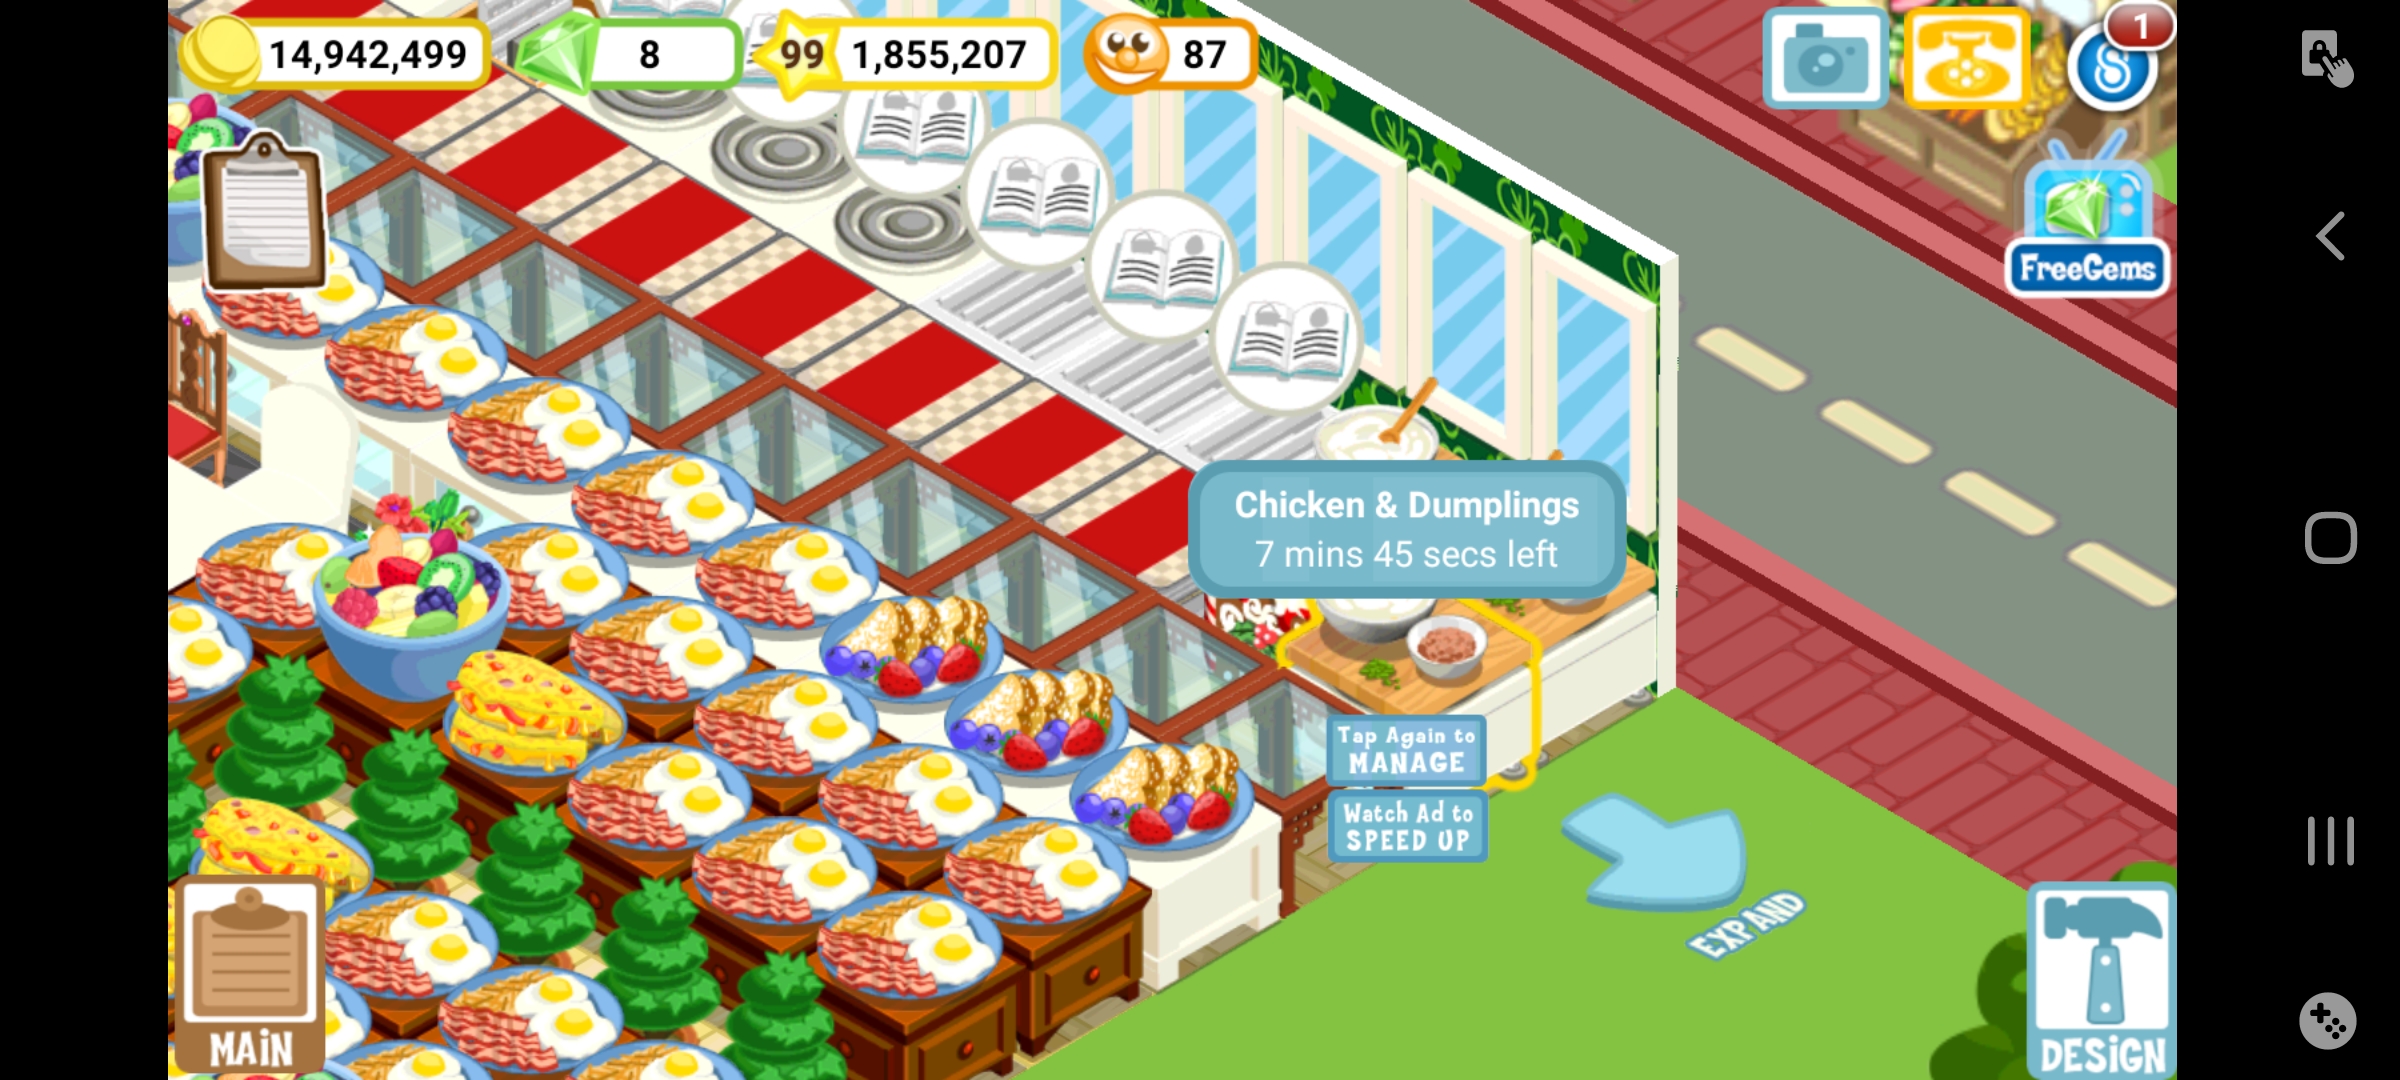 14,942,499
8
99
1,855,207
87
1
FreeGems
Chicken & Dumplings
7 mins 45 secs left
Tap Again to
MANAGE
Watch Ad to
SPEED UP
EXPAND
MAiN
DESiGN